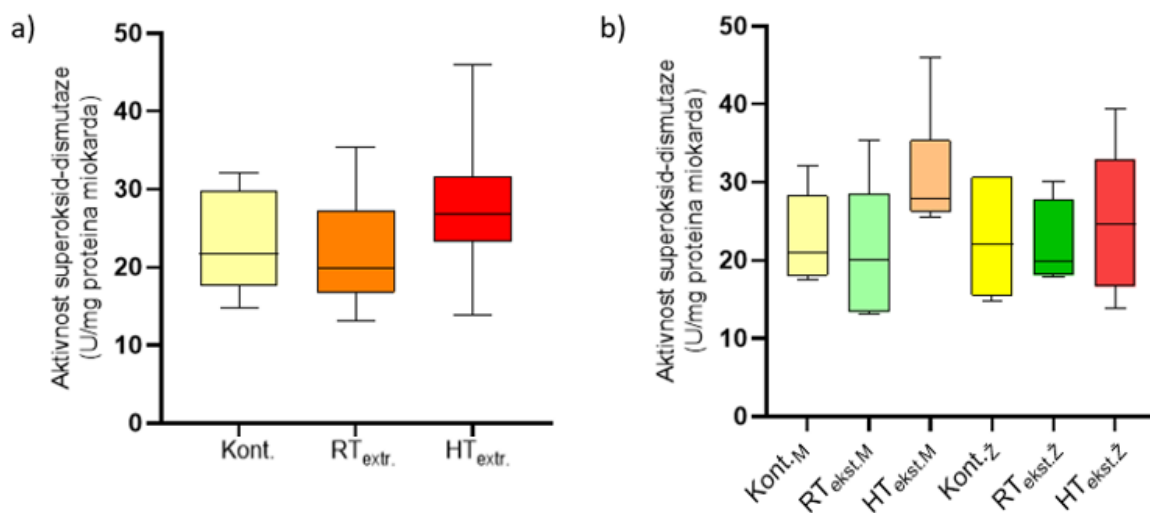 a)
Aktivnost superoksid-dismutaze
(U/mg proteina miokarda)
50
40
30
20
10
0
Kont.
RTextr.
HTextr.
b)
Aktivnost superoksid-dismutaze
(U/mg proteina miokarda)
50
40
30
20
10
0
Kont.M
RTekst.M
HTekst.M
Kont.Ž
RTekst.Ž
HTekst.Ž